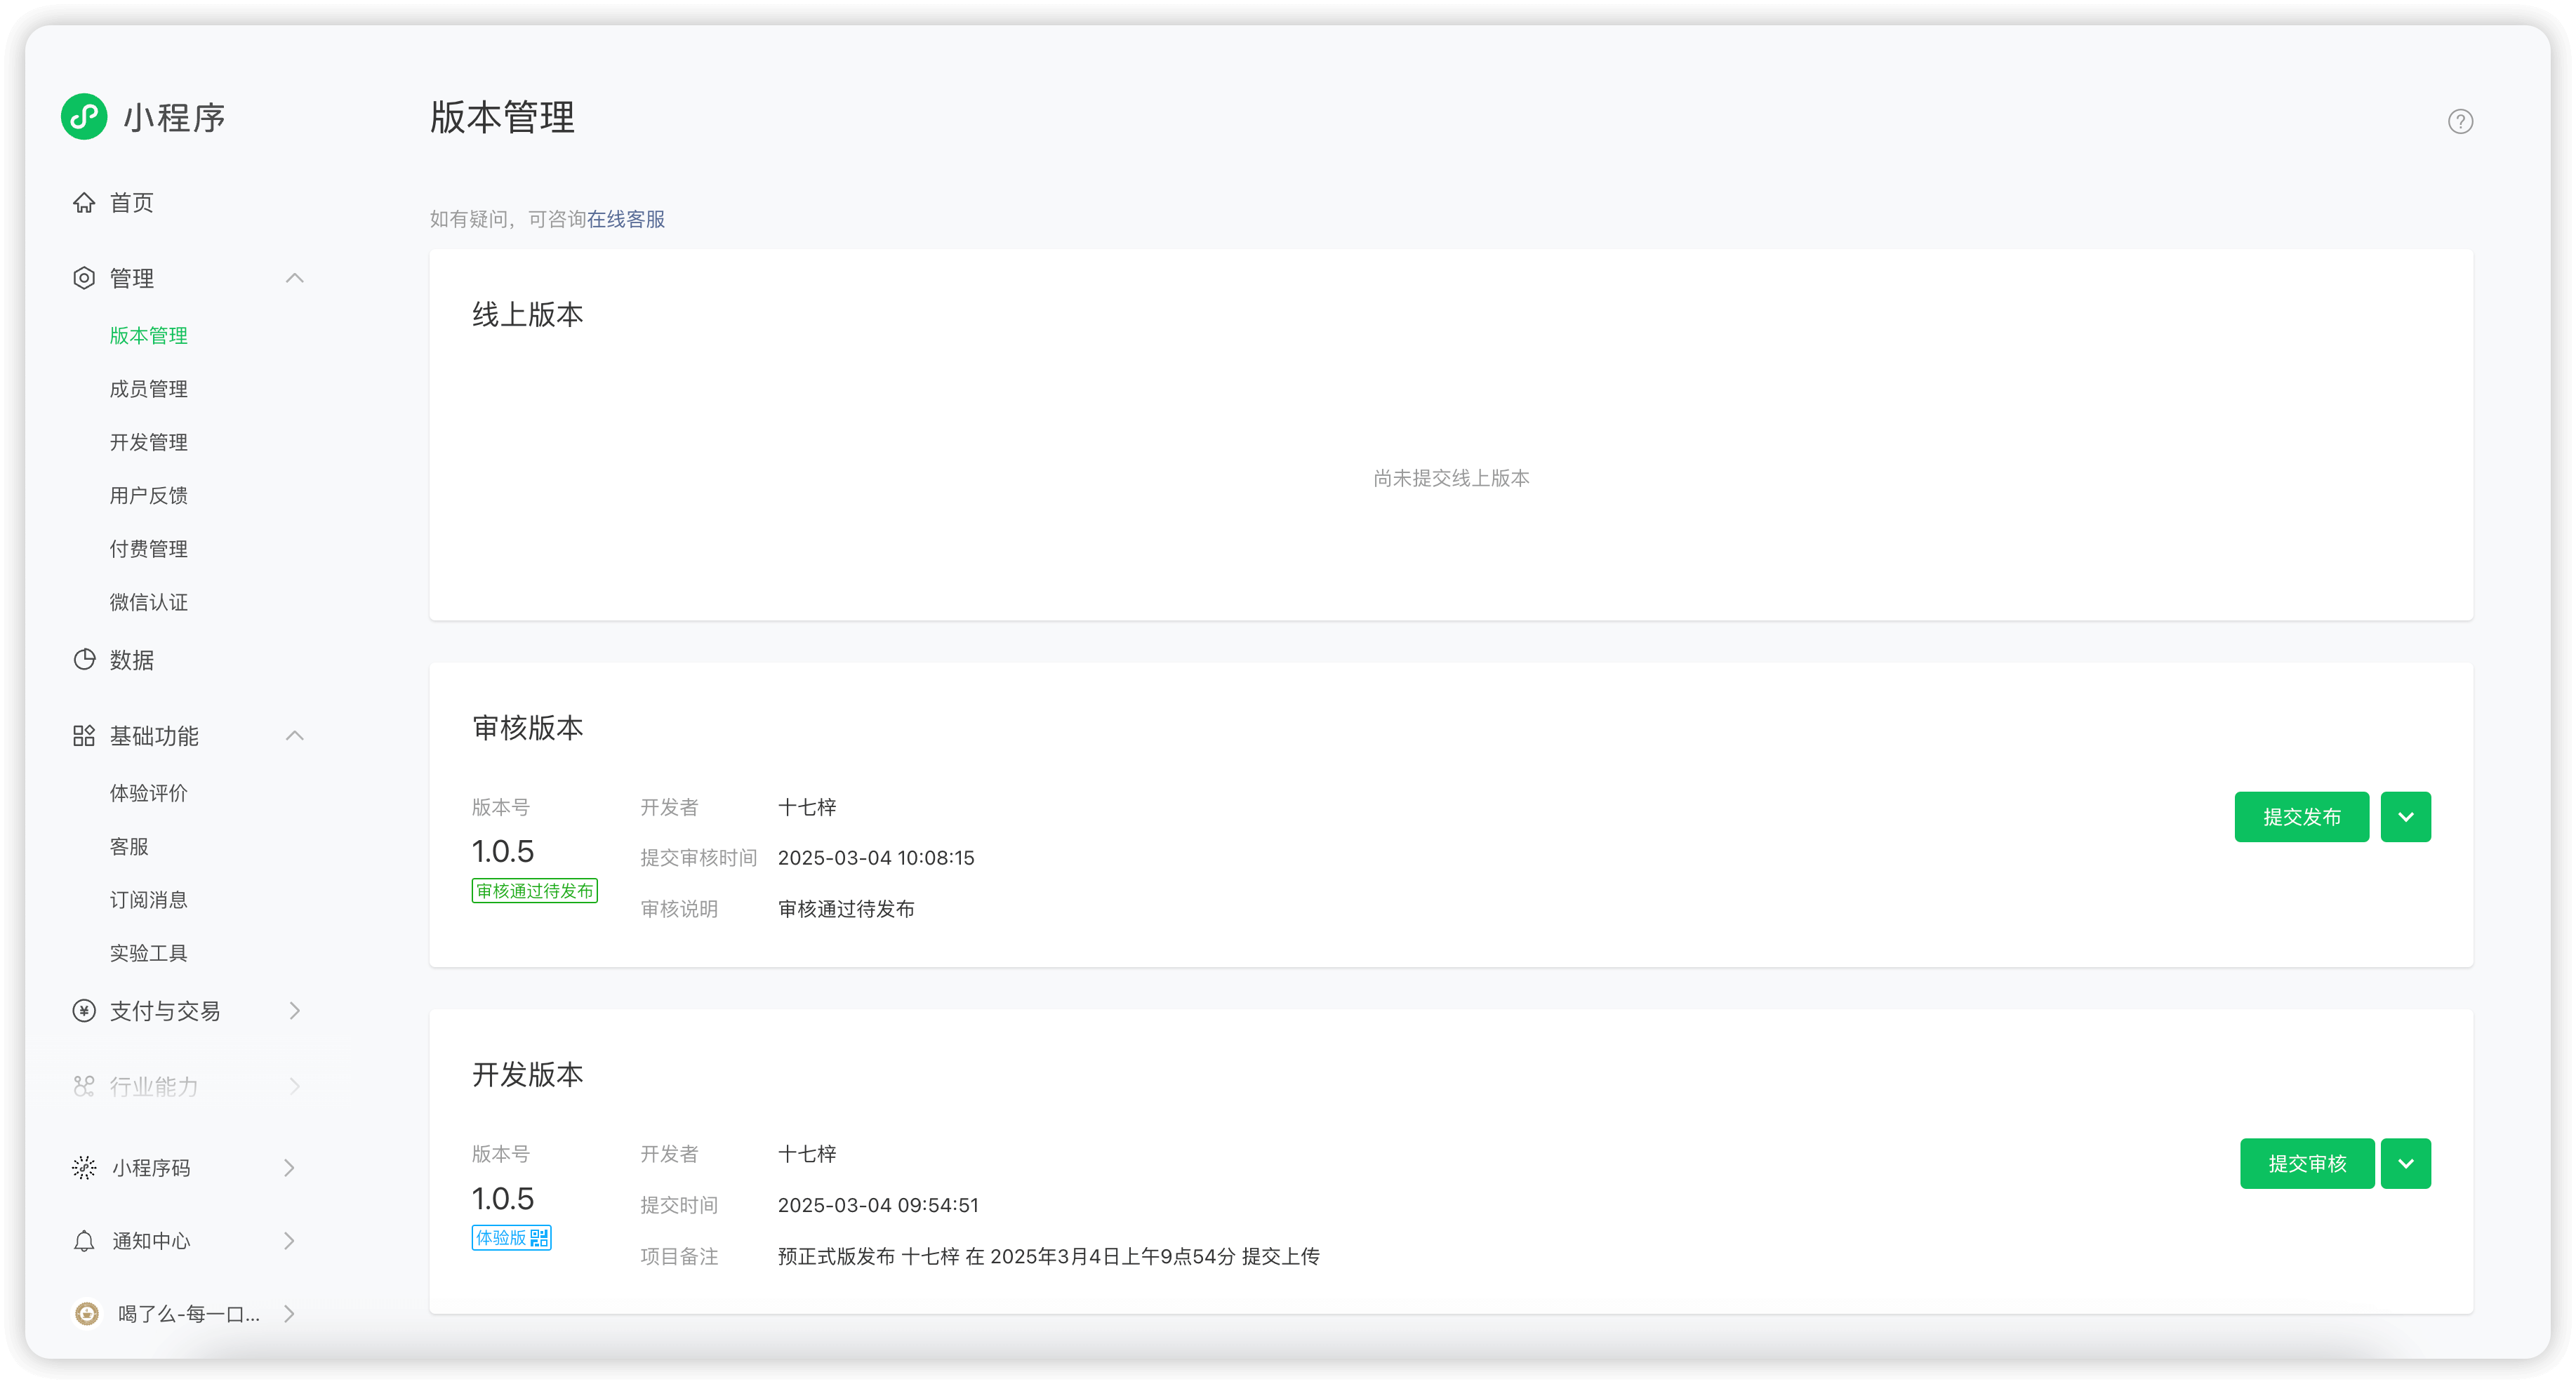 小程序
首页
管理
版本管理
成员管理
开发管理
用户反馈
付费管理
微信认证
数据
基础功能
体验评价
客服
订阅消息
实验工具
支付与交易
行业能力
小程序码
通知中心
喝了么-每一口...
版本管理
?
如有疑问，可咨询在线客服
线上版本
尚未提交线上版本
审核版本
版本号
1.0.5
审核通过待发布
开发者 十七梓
提交审核时间 2025-03-04 10:08:15
审核说明 审核通过待发布
提交发布
开发版本
版本号
1.0.5
体验版
开发者 十七梓
提交时间 2025-03-04 09:54:51
项目备注 预正式版发布 十七梓 在 2025年3月4日上午9点54分 提交上传
提交审核